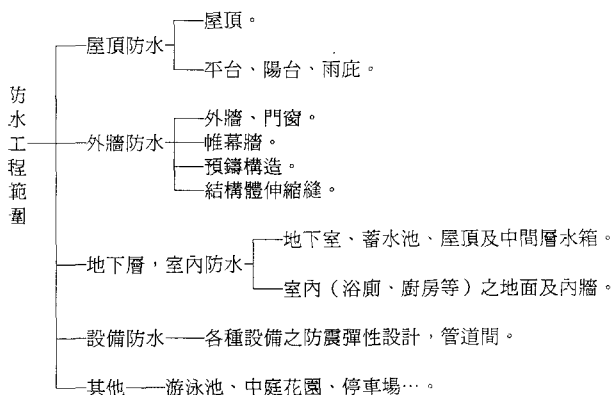 防水工程範圍
屋頂防水
屋頂。
平台、陽台、雨庇。
外牆防水
外牆、門窗。
帷幕牆。
預鑄構造。
結構體伸縮縫。
地下層，室內防水
地下室、蓄水池、屋頂及中間層水箱。
室內（浴廁、廚房等）之地面及內牆。
設備防水
各種設備之防震彈性設計，管道間。
其他
游泳池、中庭花園、停車場…。